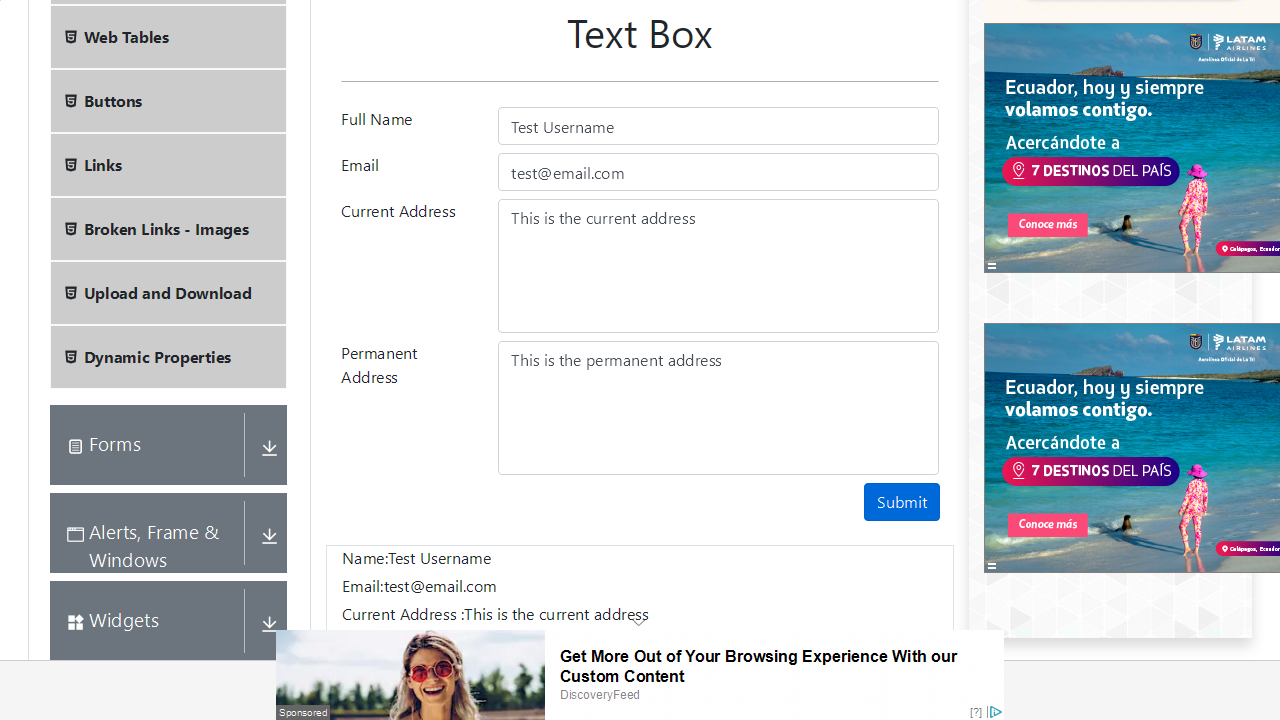 Web Tables
Buttons
Links
Broken Links - Images
Upload and Download
Dynamic Properties
Forms
Alerts, Frame &
Windows
Widgets
Text Box
Full Name
Test Username
Email
test@email.com
Current Address
This is the current address
Permanent
Address
This is the permanent address
Submit
Name:Test Username
Email:test@email.com
Current Address :This is the current address
LATAM
AIRLINES
Aerolínea Oficial de La Tri
Ecuador, hoy y siempre
volamos contigo.
Acercándote a
7 DESTINOS DEL PAÍS
Conoce más
Galápagos, Ecuador
LATAM
AIRLINES
Aerolínea Oficial de La Tri
Ecuador, hoy y siempre
volamos contigo.
Acercándote a
7 DESTINOS DEL PAÍS
Conoce más
Galápagos, Ecuador
Sponsored
Get More Out of Your Browsing Experience With our
Custom Content
DiscoveryFeed
[?]